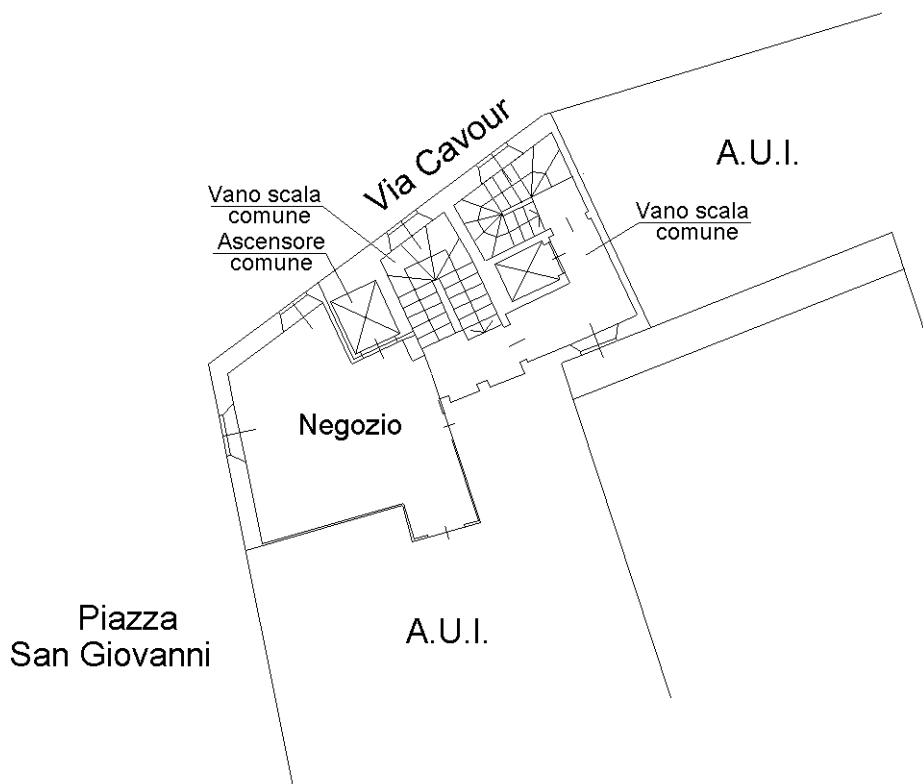 Via Cavour
A.U.I.
Vano scala
comune
Ascensore
comune
Vano scala
comune
Negozio
Piazza
San Giovanni
A.U.I.